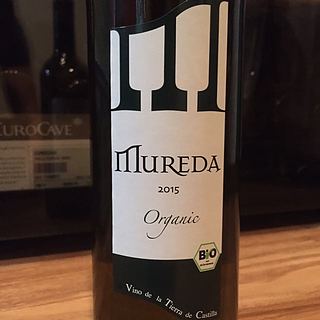 EUROCAVE
MUREDA
2015
Organic
BIO
Vino de la Tierra de Castilla